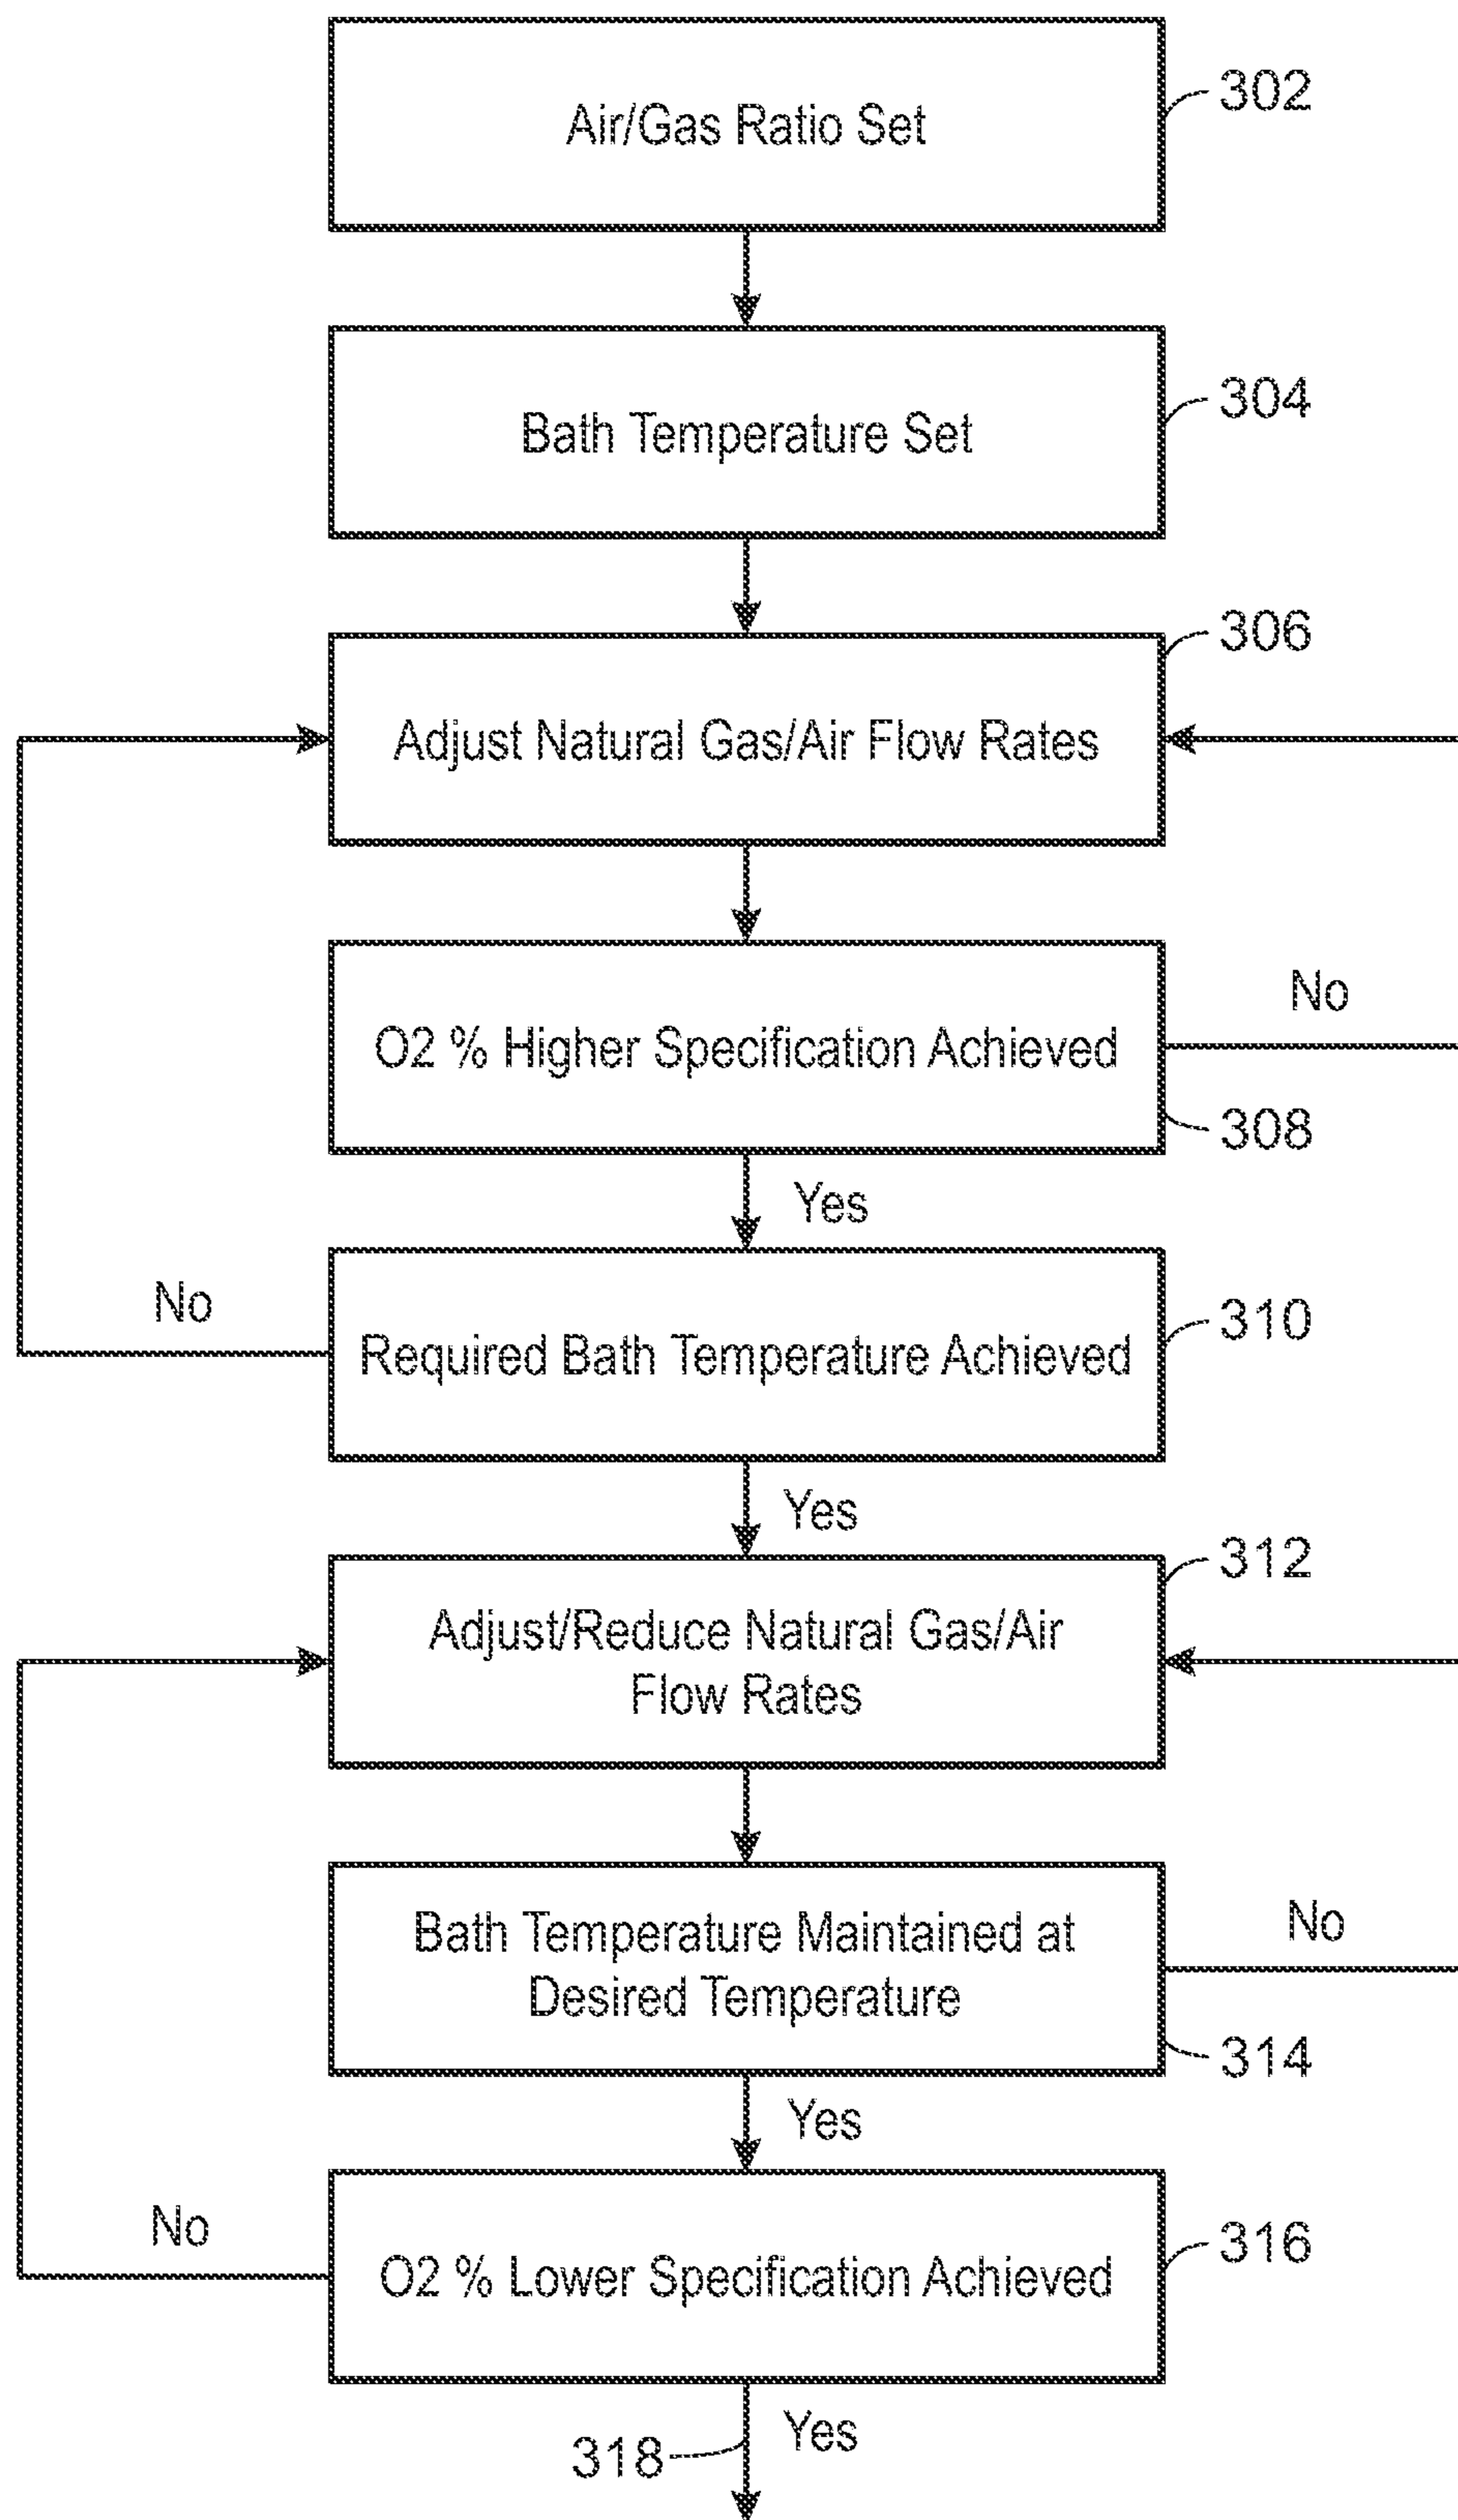 Air/Gas Ratio Set
302
Bath Temperature Set
304
306
Adjust Natural Gas/Air Flow Rates
No
O2 % Higher Specification Achieved
308
Yes
No
310
Required Bath Temperature Achieved
Yes
312
Adjust/Reduce Natural Gas/Air
Flow Rates
No
Bath Temperature Maintained at
Desired Temperature
314
Yes
No
316
O2 % Lower Specification Achieved
Yes
318